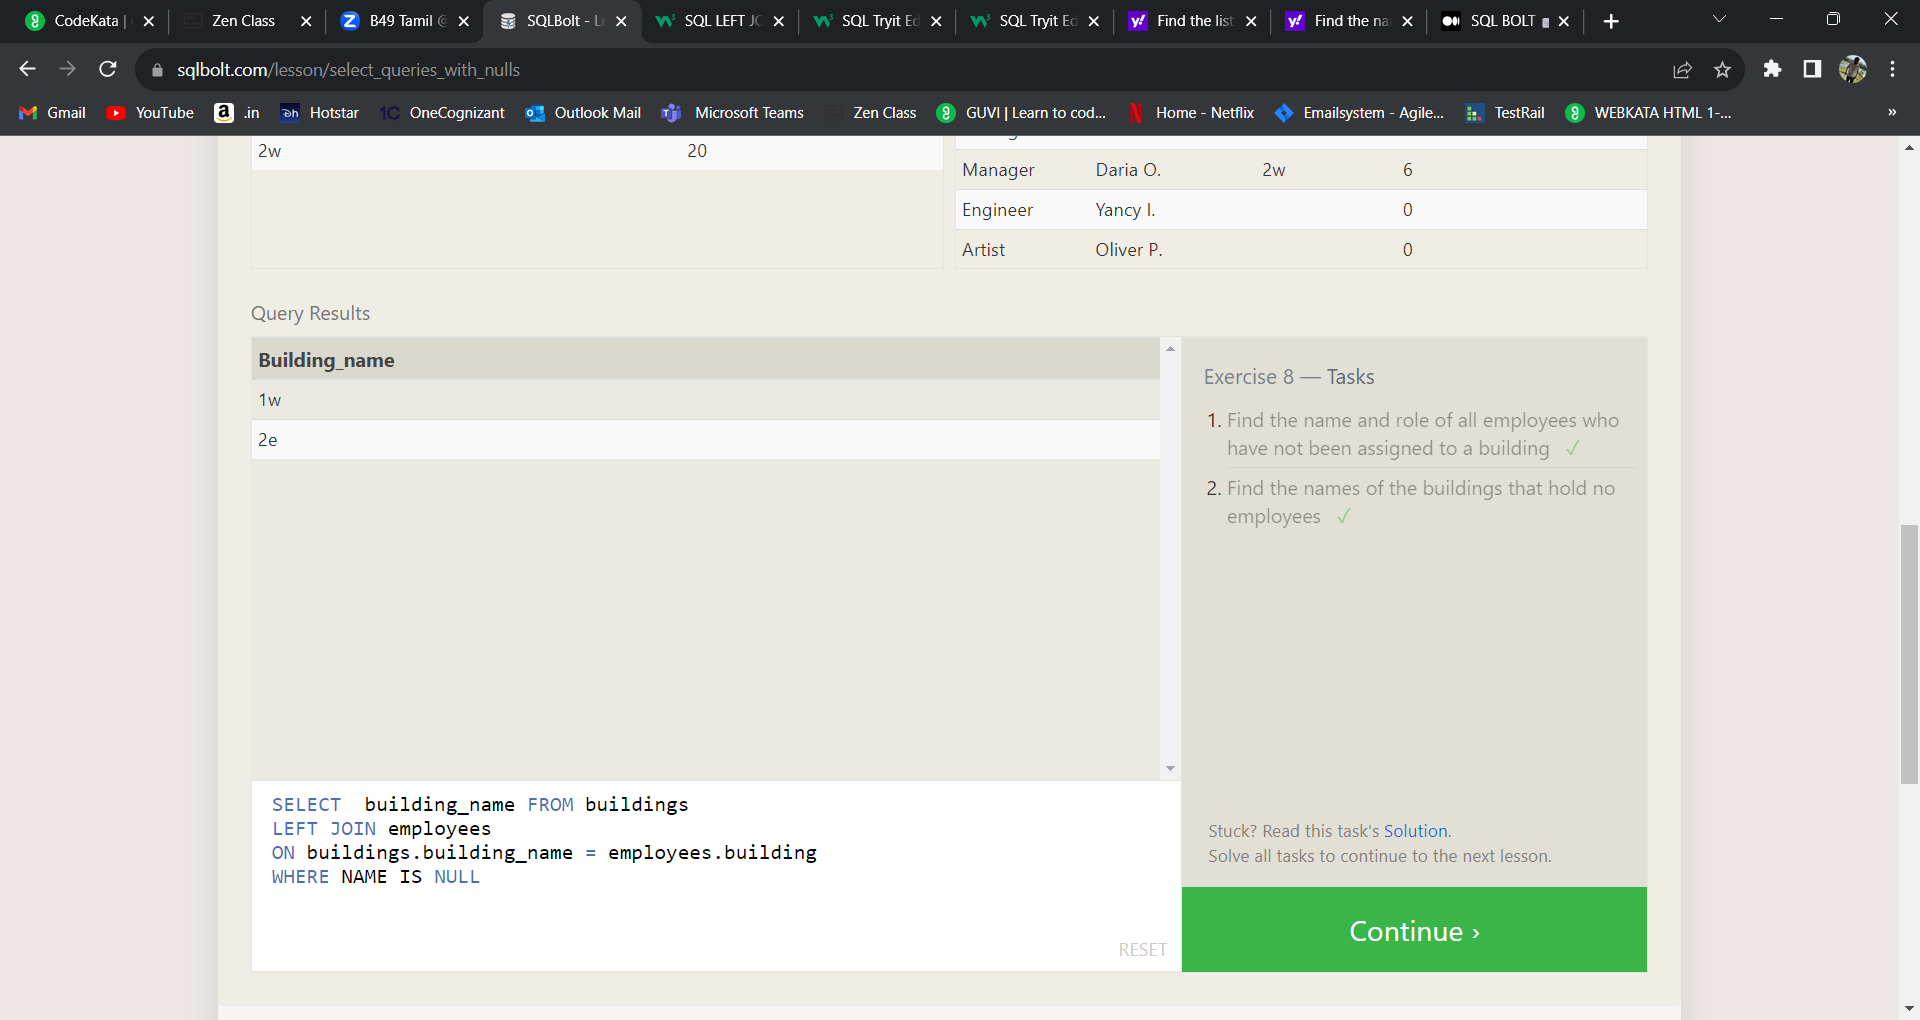 CodeKata |
Zen Class
B49 Tamil
SQLBolt - L
SQL LEFT JO
SQL Tryit Ed
SQL Tryit Ed
Find the list
Find the na
SQL BOLT
sqlbolt.com/lesson/select_queries_with_nulls
Gmail
YouTube
.in
Hotstar
OneCognizant
Outlook Mail
Microsoft Teams
Zen Class
GUVI | Learn to cod...
Home - Netflix
Emailsystem - Agile...
TestRail
WEBKATA HTML 1-...
»
2w 20
Manager Daria O. 2w 6
Engineer Yancy I. 0
Artist Oliver P. 0
Query Results
Building_name
1w
2e
Exercise 8 — Tasks
1. Find the name and role of all employees who
have not been assigned to a building ✓
2. Find the names of the buildings that hold no
employees ✓
SELECT  building_name FROM buildings
LEFT JOIN employees
ON buildings.building_name = employees.building
WHERE NAME IS NULL
RESET
Stuck? Read this task's Solution.
Solve all tasks to continue to the next lesson.
Continue ›